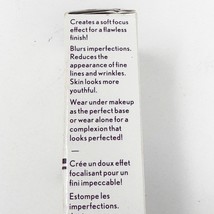 Creates a soft focus
effect for a flawless
finish!
Blurs imperfections.
Reduces the
appearance of fine
lines and wrinkles.
Skin looks more
youthful.
Wear under makeup
as the perfect base
or wear alone for a
complexion that
looks perfected!
—
Crée un doux effet
focalisant pour un
fini impeccable!
Estompe les
imperfections.